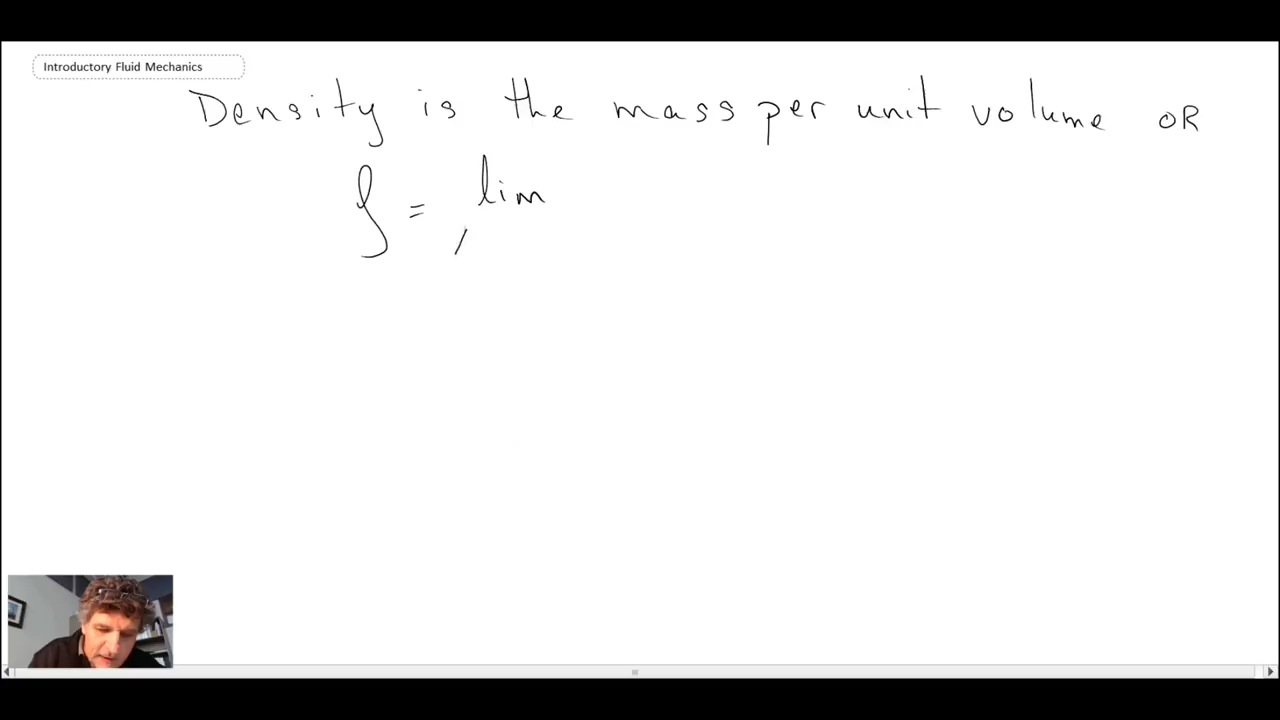 Introductory Fluid Mechanics
Density is the mass per unit volume OR
ρ = lim